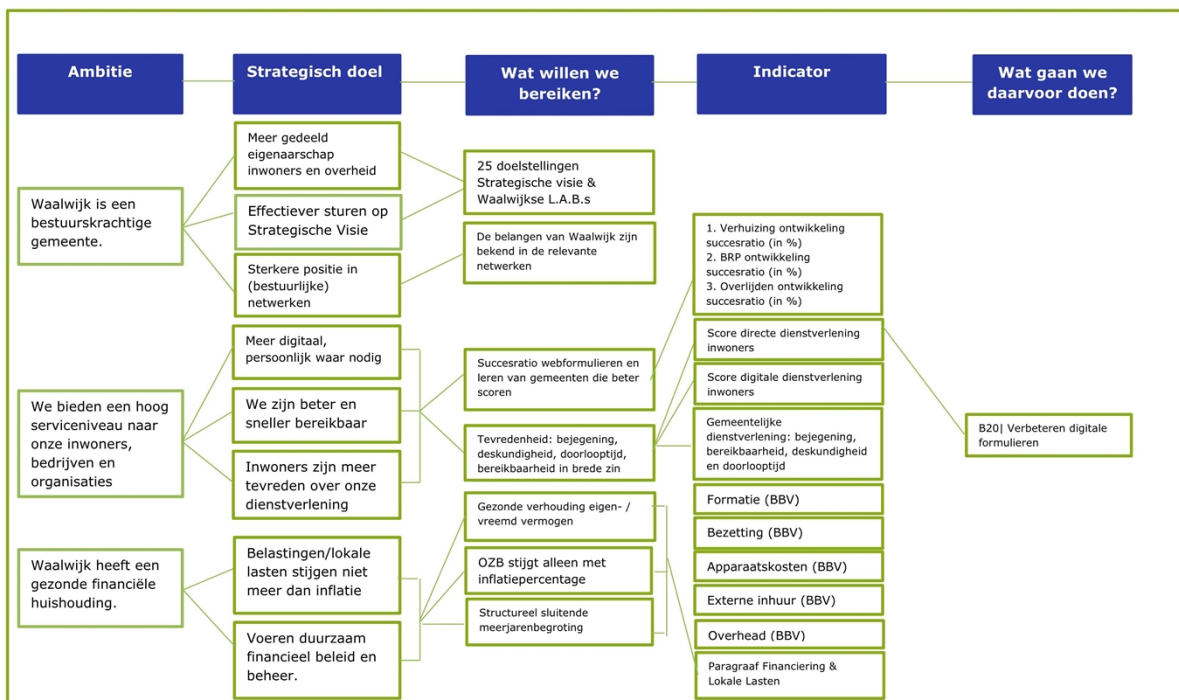 Ambitie
Strategisch doel
Wat willen we
bereiken?
Indicator
Wat gaan we
daarvoor doen?
Waalwijk is een
bestuurskrachtige
gemeente.
We bieden een hoog
serviceniveau naar
onze inwoners,
bedrijven en
organisaties
Waalwijk heeft een
gezonde financiële
huishouding.
Meer gedeeld
eigenaarschap
inwoners en overheid
Effectiever sturen op
Strategische Visie
Sterkere positie in
(bestuurlijke)
netwerken
Meer digitaal,
persoonlijk waar nodig
We zijn beter en
sneller bereikbaar
Inwoners zijn meer
tevreden over onze
dienstverlening
Belastingen/lokale
lasten stijgen niet
meer dan inflatie
Voeren duurzaam
financieel beleid en
beheer.
25 doelstellingen
Strategische visie &
Waalwijkse L.A.B.s
De belangen van Waalwijk zijn
bekend in de relevante
netwerken
Succesratio webformulieren en
leren van gemeenten die beter
scoren
Tevredenheid: bejegening,
deskundigheid, doorlooptijd,
bereikbaarheid in brede zin
Gezonde verhouding eigen- /
vreemd vermogen
OZB stijgt alleen met
inflatiepercentage
Structureel sluitende
meerjarenbegroting
1. Verhuizing ontwikkeling
succesratio (in %)
2. BRP ontwikkeling
succesratio (in %)
3. Overlijden ontwikkeling
succesratio (in %)
Score directe dienstverlening
inwoners
Score digitale dienstverlening
inwoners
Gemeentelijke
dienstverlening: bejegening,
bereikbaarheid, deskundigheid
en doorlooptijd
Formatie (BBV)
Bezetting (BBV)
Apparaatskosten (BBV)
Externe inhuur (BBV)
Overhead (BBV)
Paragraaf Financiering &
Lokale Lasten
B20| Verbeteren digitale
formulieren